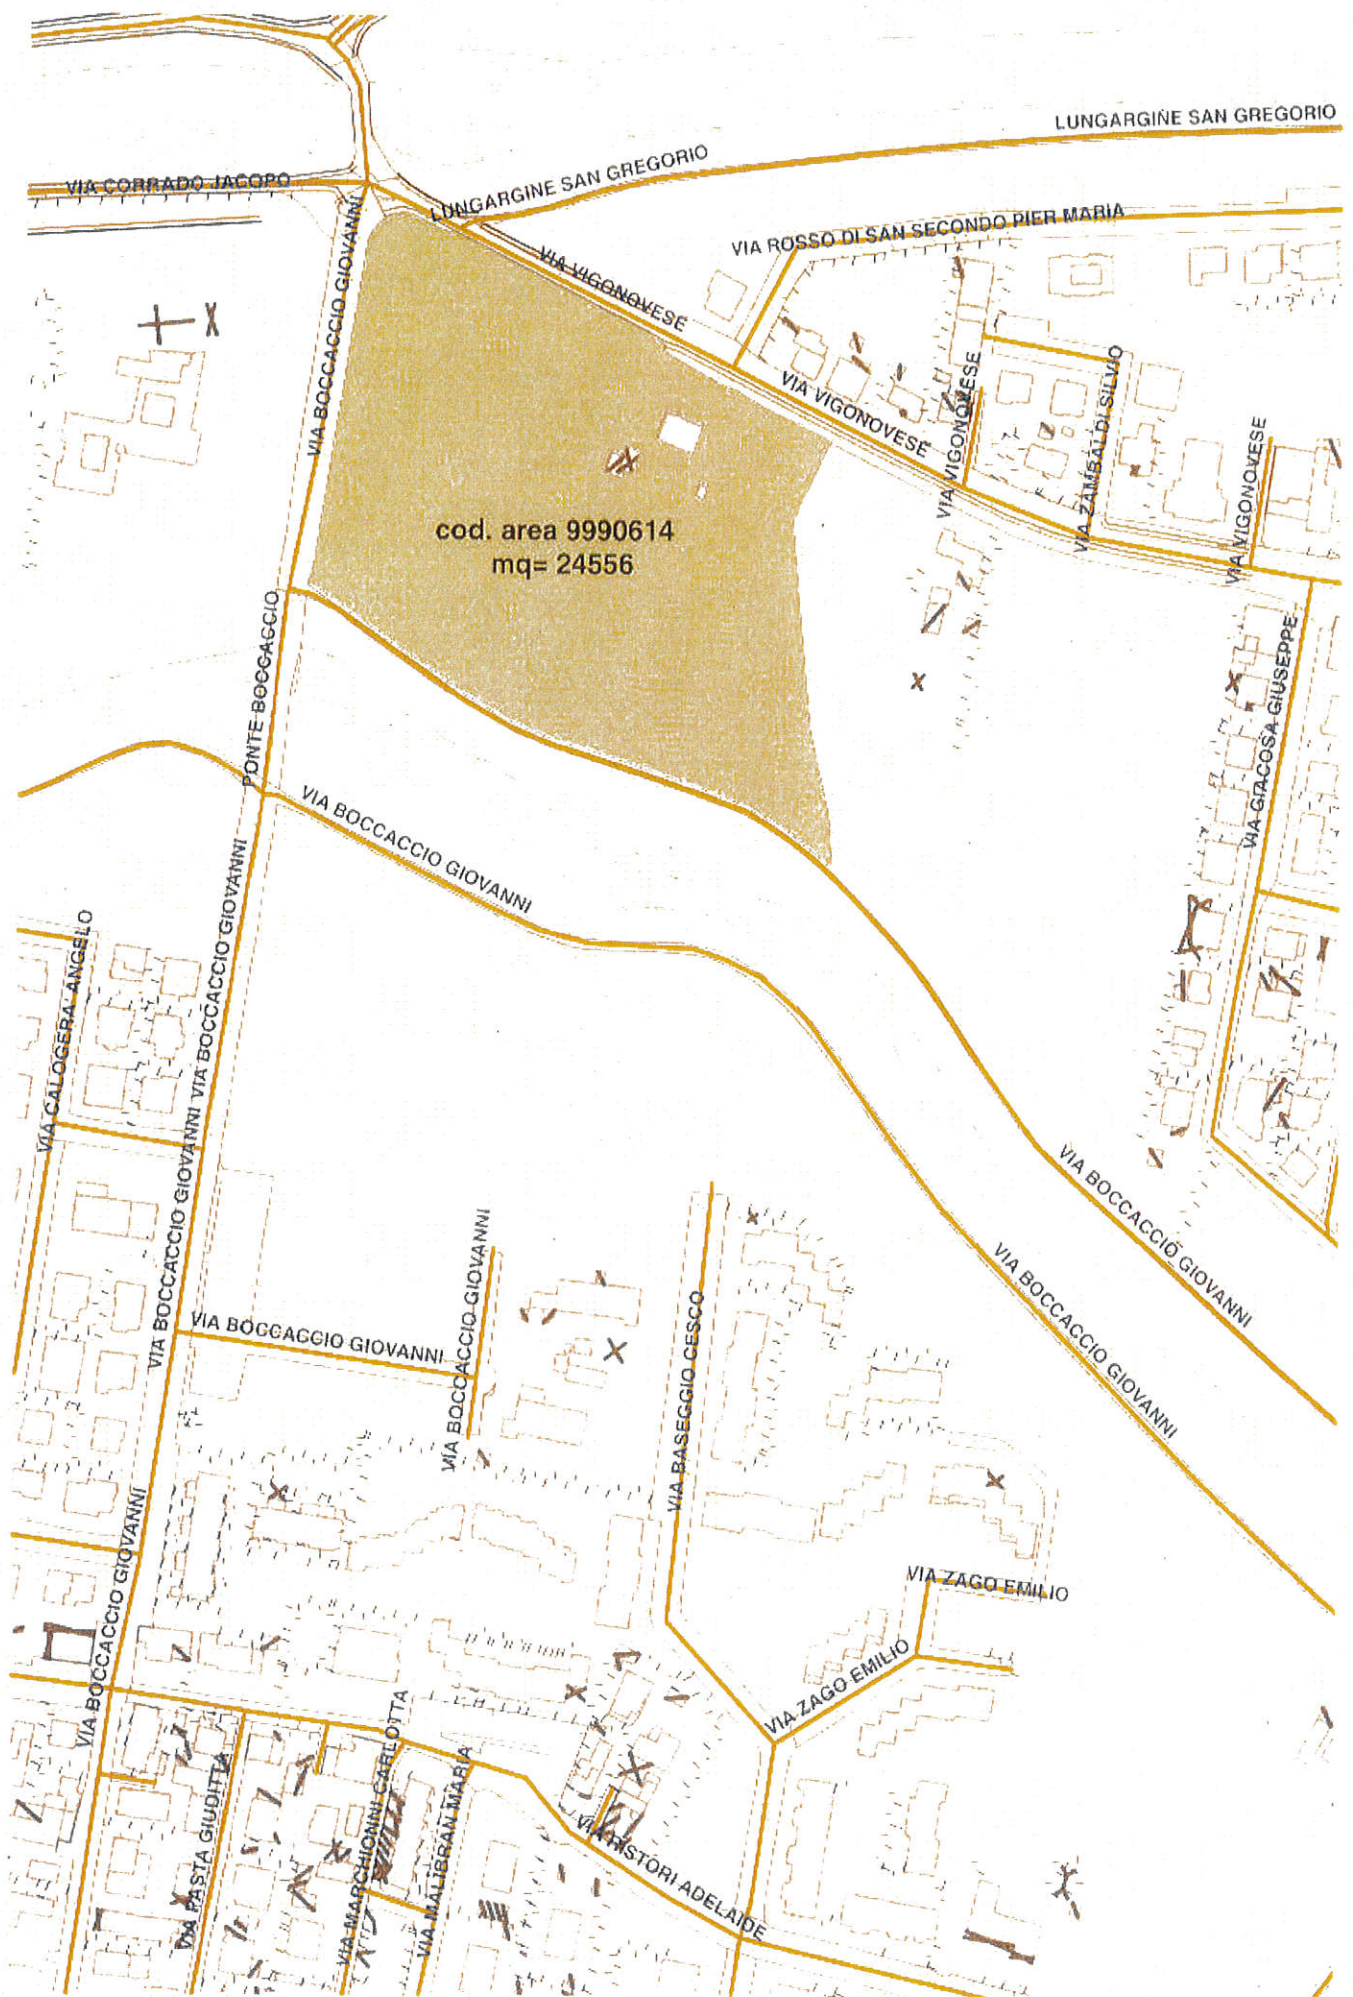 LUNGARGINE SAN GREGORIO
LUNGARGINE SAN GREGORIO
VIA CORRADO JACOPO
VIA ROSSO DI SAN SECONDO PIER MARIA
VIA BOCCACCIO GIOVANNI
VIA VIGONOVESE
VIA VIGONOVESE
VIA VIGONOVESE
VIA ZAMBALDI SILVIO
VIA VIGONOVESE
cod. area 9990614
mq= 24556
PONTE BOCCACCIO
VIA GIACOSA GIUSEPPE
VIA BOCCACCIO GIOVANNI
VIA BOCCACCIO GIOVANNI
VIA CALOGERA' ANGELO
VIA BOCCACCIO GIOVANNI
VIA BOCCACCIO GIOVANNI
VIA BOCCACCIO GIOVANNI
VIA BOCCACCIO GIOVANNI
VIA BOCCACCIO GIOVANNI
VIA BASEGGIO CESCO
VIA BOCCACCIO GIOVANNI
VIA BOCCACCIO GIOVANNI
VIA ZAGO EMILIO
VIA ZAGO EMILIO
VIA PASTA GIUDITTA
VIA MARCHIONNI CARLOTTA
VIA MALIBRAN MARIA
VIA RISTORI ADELAIDE